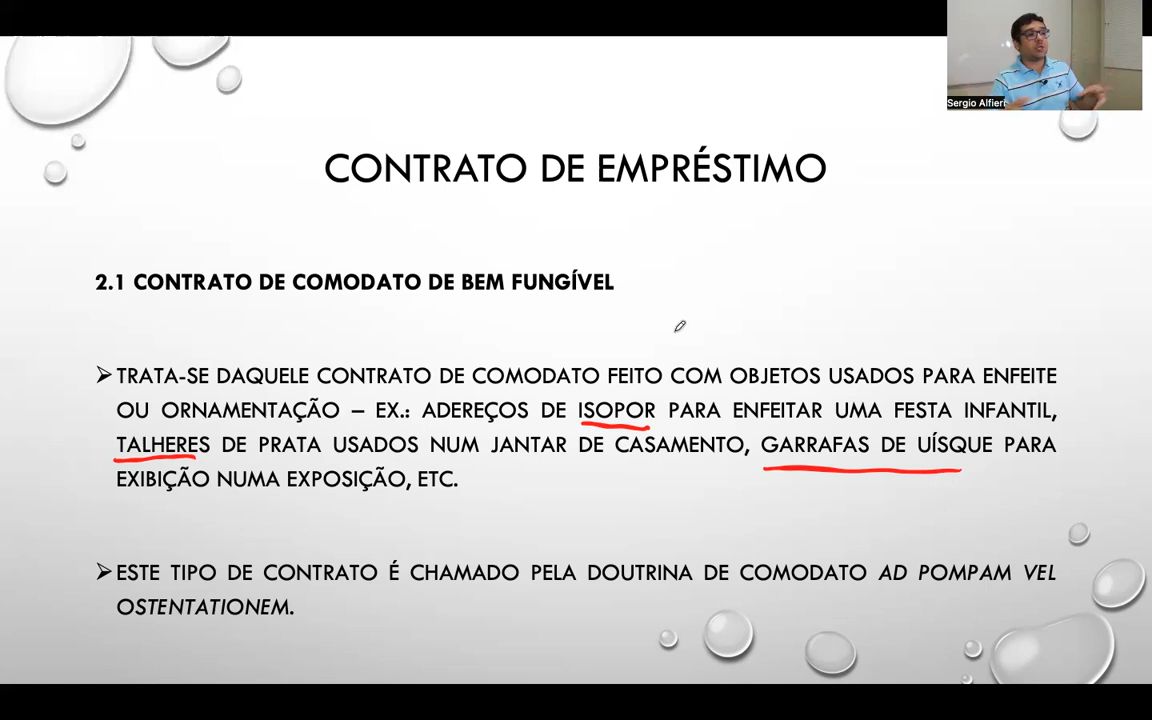 Sergio Alfieri
CONTRATO DE EMPRÉSTIMO
2.1 CONTRATO DE COMODATO DE BEM FUNGÍVEL
TRATA-SE DAQUELE CONTRATO DE COMODATO FEITO COM OBJETOS USADOS PARA ENFEITE
OU ORNAMENTAÇÃO – EX.: ADEREÇOS DE ISOPOR PARA ENFEITAR UMA FESTA INFANTIL,
TALHERES DE PRATA USADOS NUM JANTAR DE CASAMENTO, GARRAFAS DE UÍSQUE PARA
EXIBIÇÃO NUMA EXPOSIÇÃO, ETC.
ESTE TIPO DE CONTRATO É CHAMADO PELA DOUTRINA DE COMODATO AD POMPAM VEL
OSTENTATIONEM.